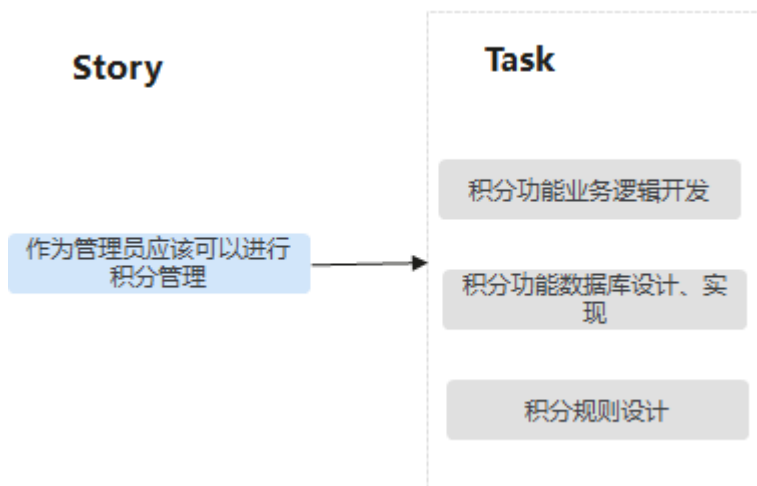 Story
Task
积分功能业务逻辑开发
作为管理员应该可以进行
积分管理
积分功能数据库设计、实
现
积分规则设计